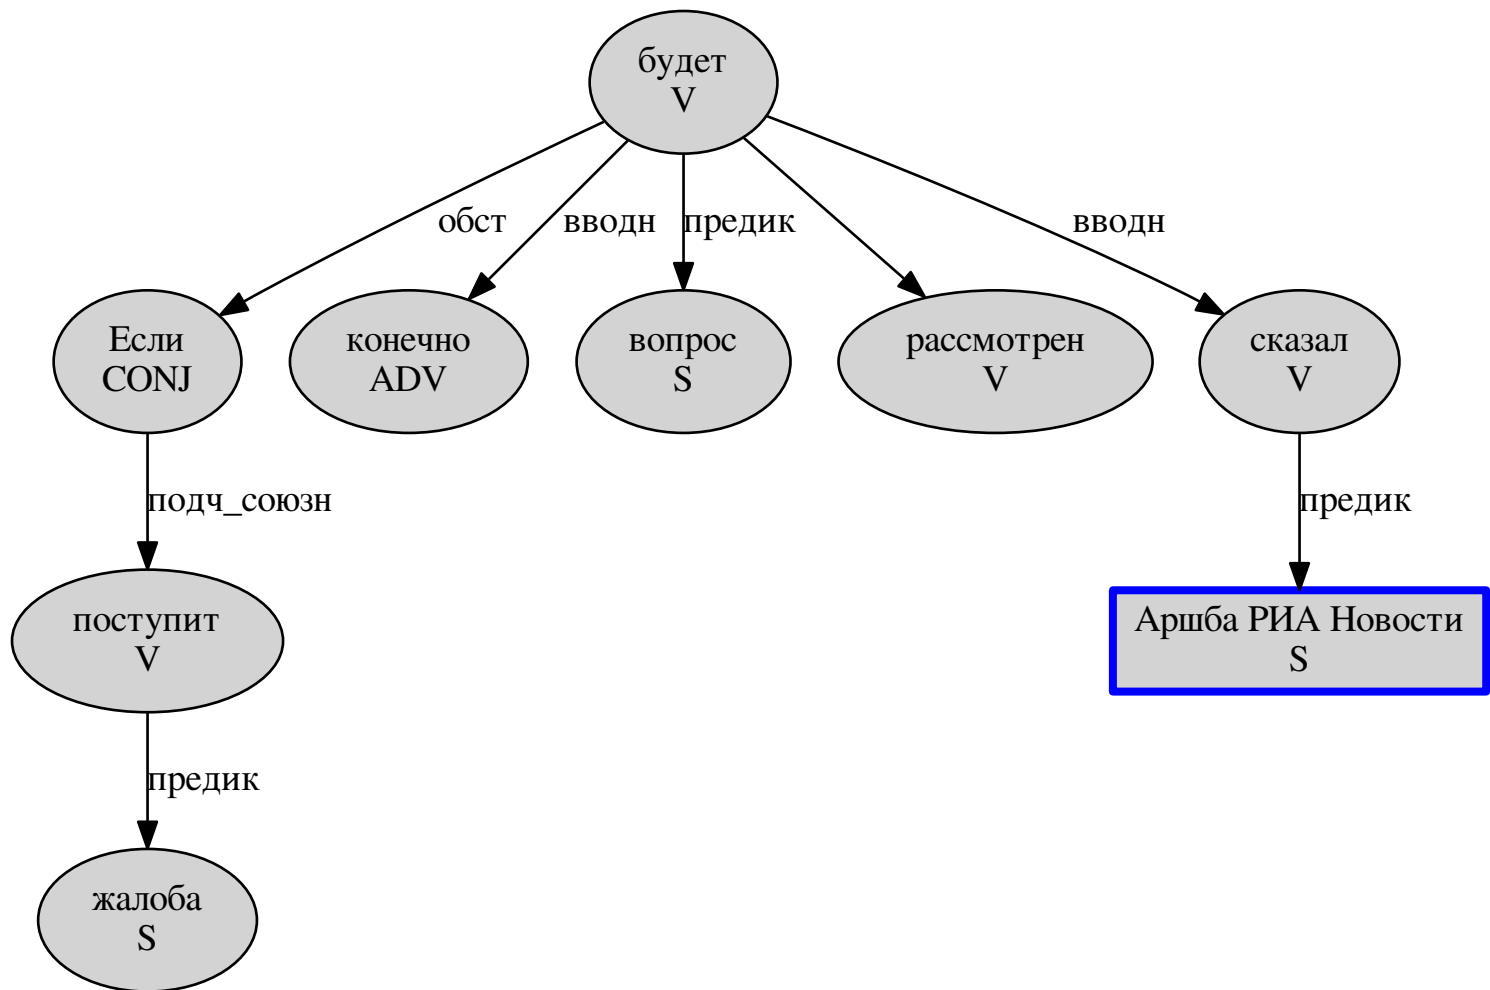 будет
V
обст
вводн
предик
вводн
Если
CONJ
конечно
ADV
вопрос
S
рассмотрен
V
сказал
V
подч_союзн
предик
поступит
V
Аршба РИА Новости
S
предик
жалоба
S